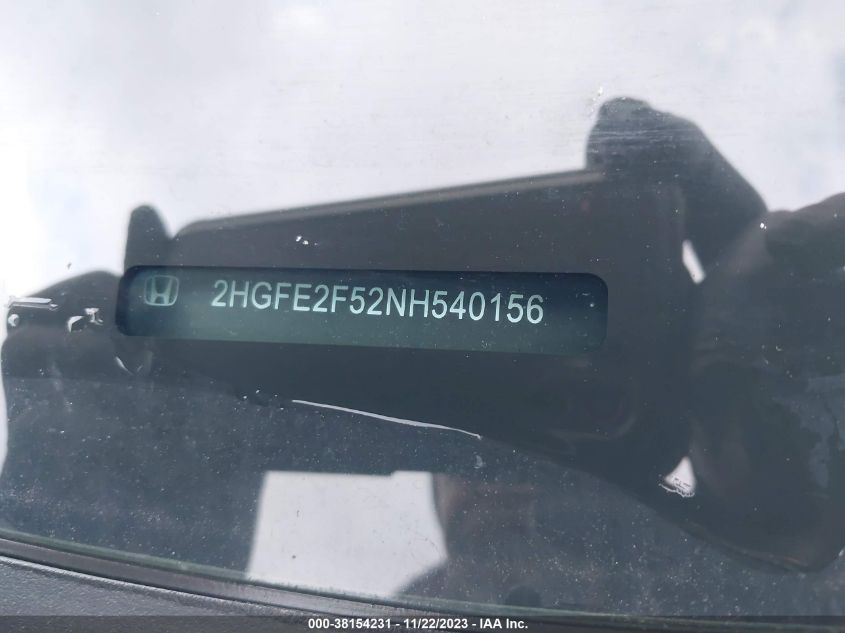 2HGFE2F52NH540156
000-38154231 - 11/22/2023 - IAA Inc.